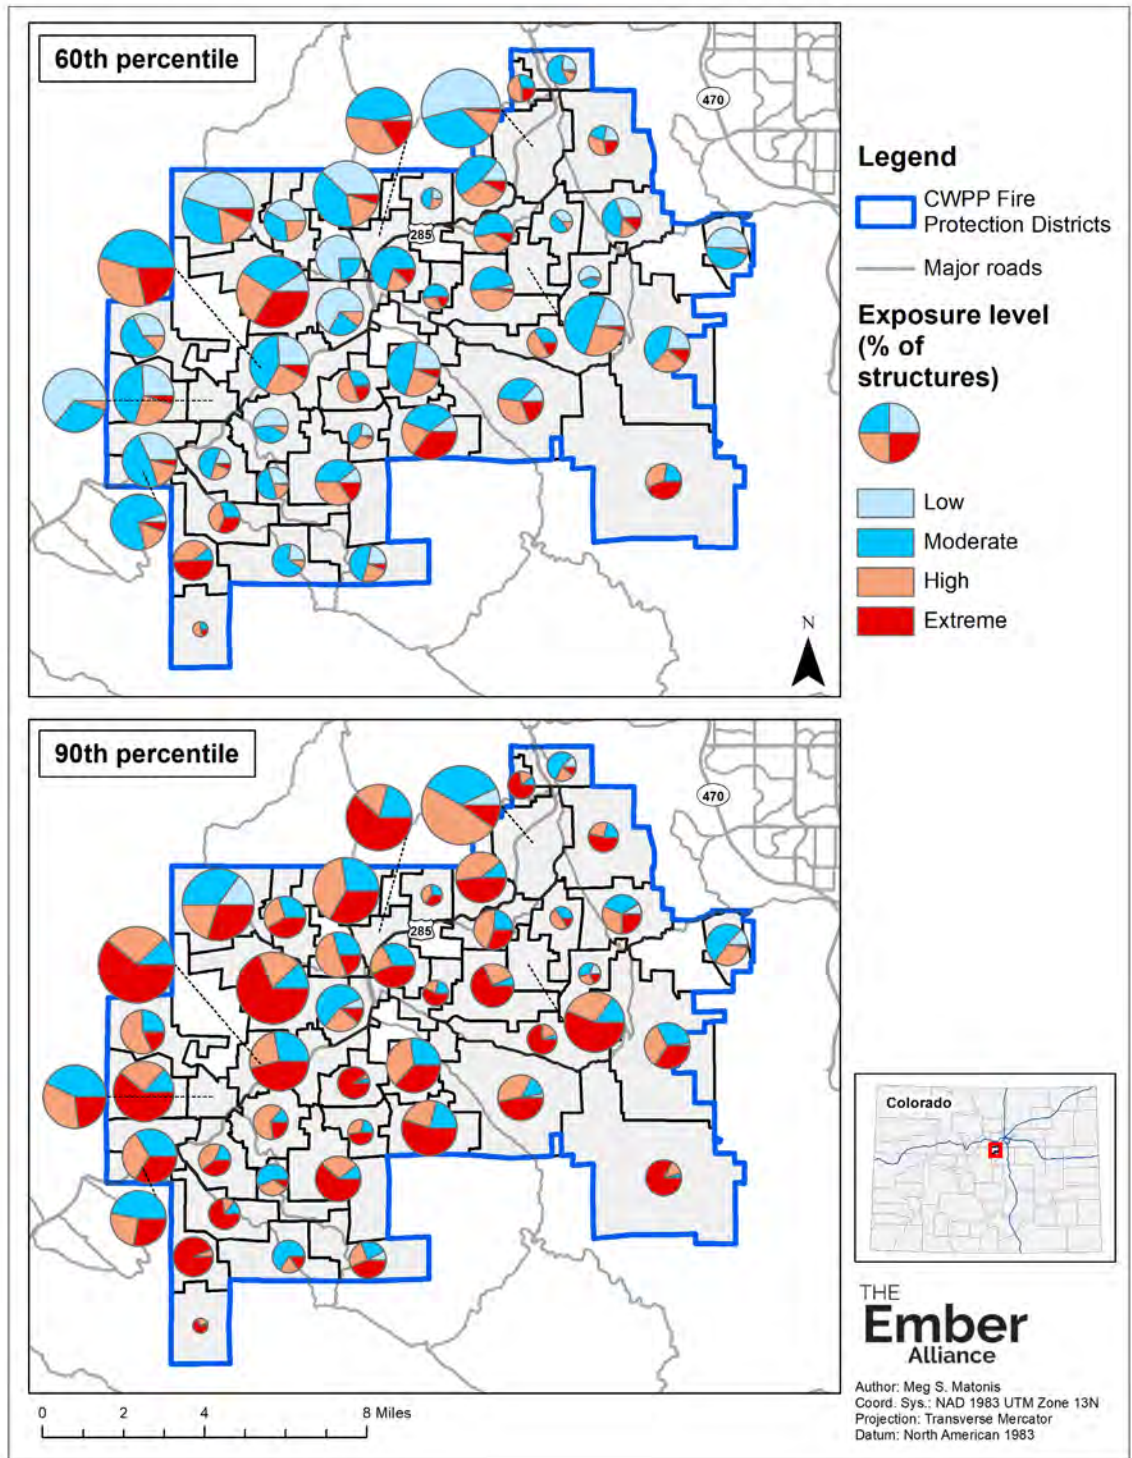 60th percentile
470
285
N
Legend
CWPP Fire
Protection Districts
Major roads
Exposure level
(% of
structures)
Low
Moderate
High
Extreme
90th percentile
470
285
Colorado
THE
Ember
Alliance
Author: Meg S. Matonis
Coord. Sys.: NAD 1983 UTM Zone 13N
Projection: Transverse Mercator
Datum: North American 1983
0 2 4 8 Miles